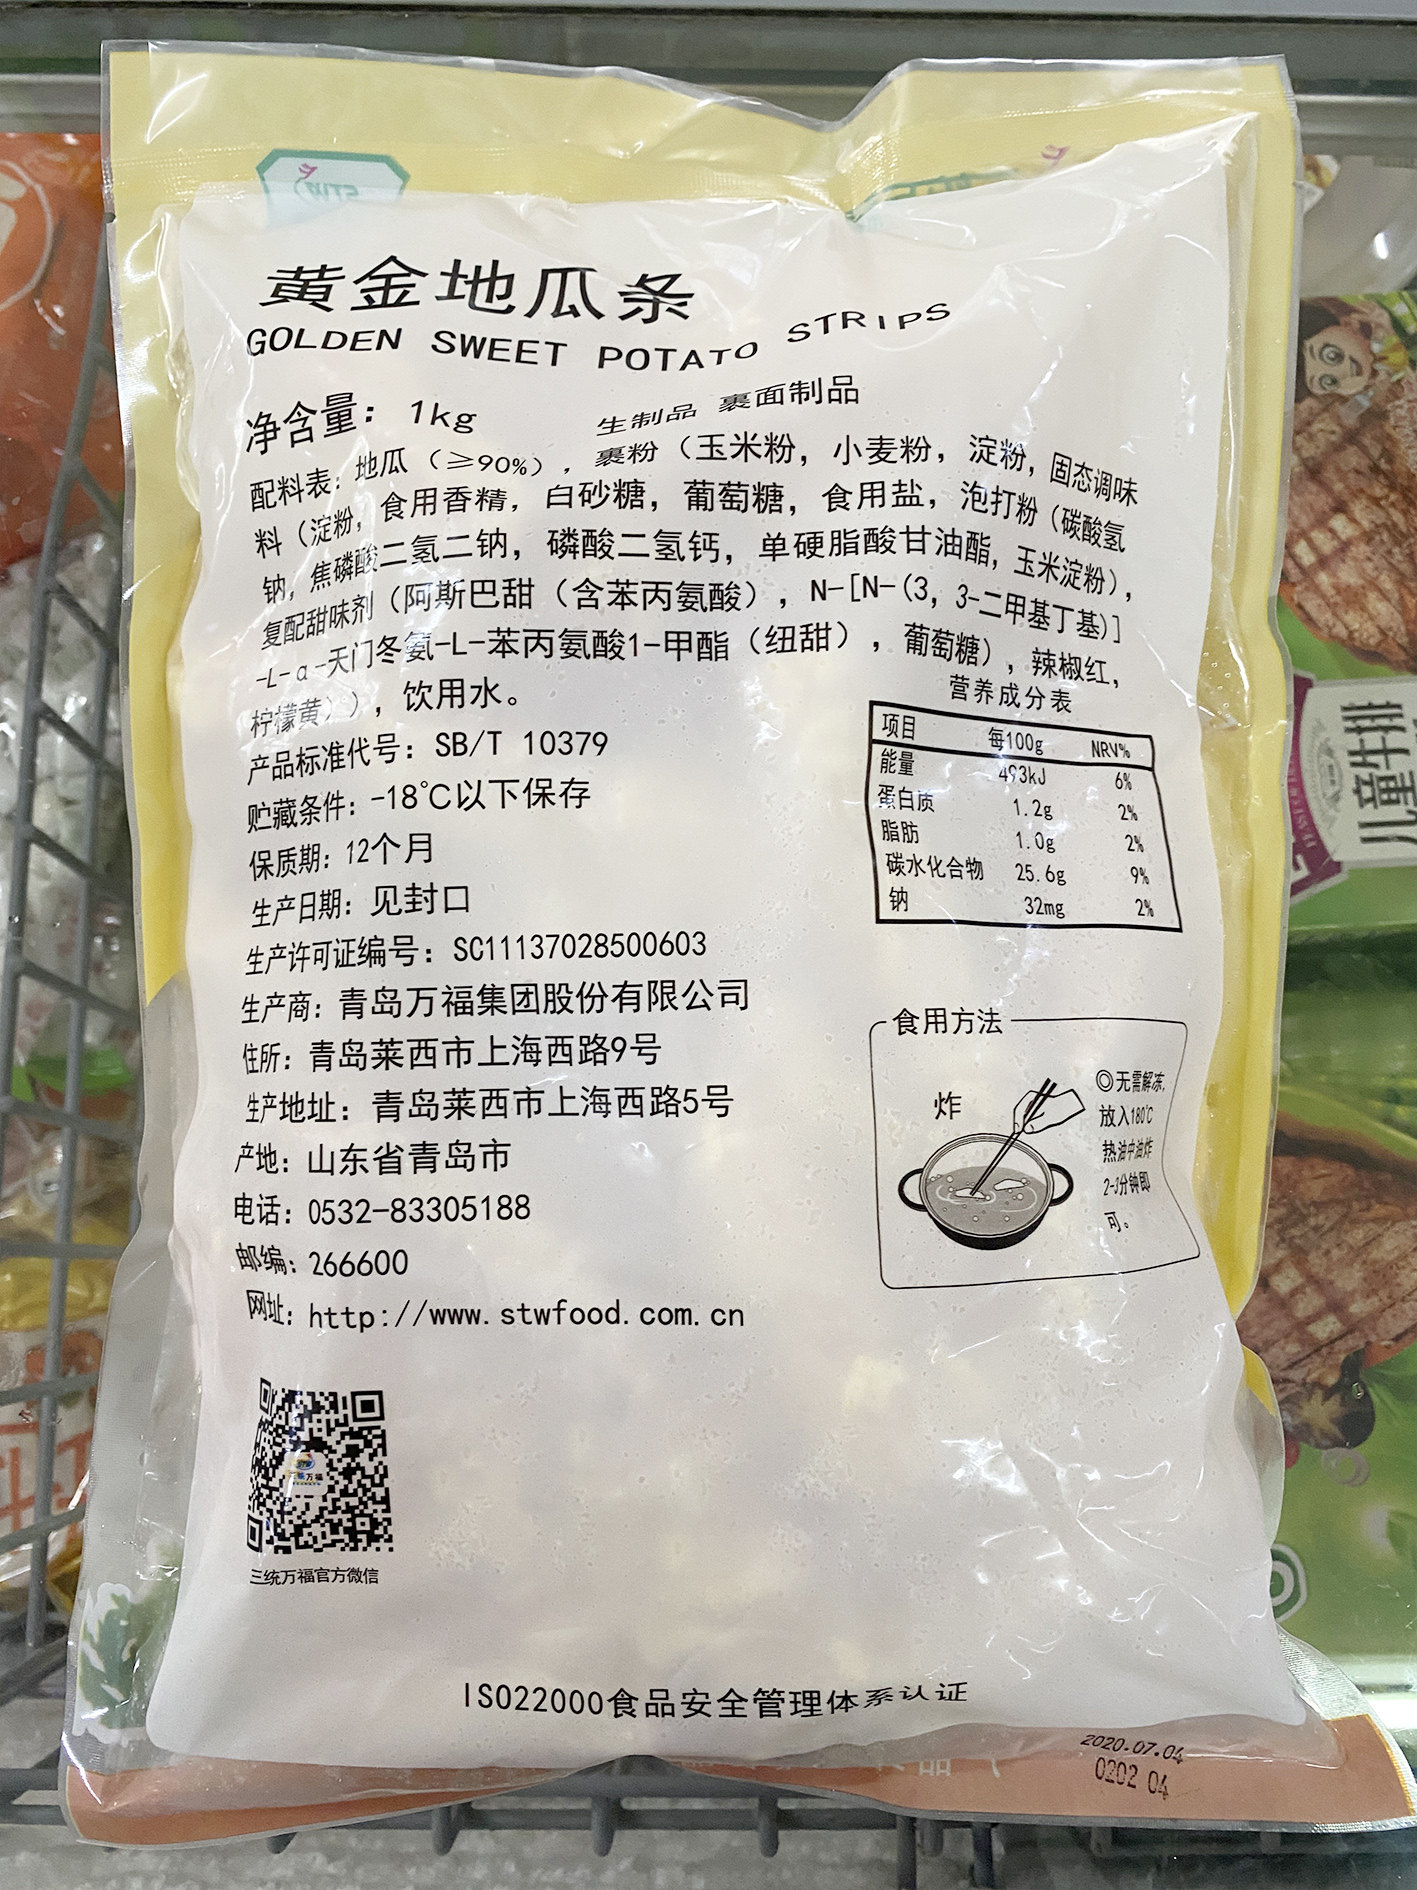 黄金地瓜条
GOLDEN SWEET POTATO STRIPS
净含量：1kg
生制品 裹面制品
配料表：地瓜（≥90%），裹粉（玉米粉，小麦粉，淀粉，固态调味
料（淀粉，食用香精，白砂糖，葡萄糖，食用盐，泡打粉（碳酸氢
钠，焦磷酸二氢二钠，磷酸二氢钙，单硬脂酸甘油酯，玉米淀粉），
复配甜味剂（阿斯巴甜（含苯丙氨酸），N-[N-(3，3-二甲基丁基)]
-L-α-天门冬氨-L-苯丙氨酸1-甲酯（纽甜），葡萄糖），辣椒红，
柠檬黄）），饮用水。
产品标准代号：SB/T 10379
贮藏条件：-18℃以下保存
保质期：12个月
生产日期：见封口
生产许可证编号：SC11137028500603
生产商：青岛万福集团股份有限公司
住所：青岛莱西市上海西路9号
生产地址：青岛莱西市上海西路5号
产地：山东省青岛市
电话：0532-83305188
邮编：266600
网址：http://www.stwfood.com.cn
营养成分表
项目 每100g NRV%
能量 493kJ 6%
蛋白质 1.2g 2%
脂肪 1.0g 2%
碳水化合物 25.6g 9%
钠 32mg 2%
食用方法
炸
◎无需解冻，
放入180℃
热油中油炸
2-3分钟即
可。
三统万福官方微信
ISO22000食品安全管理体系认证
2020.07.04
0202 04
儿童牛排